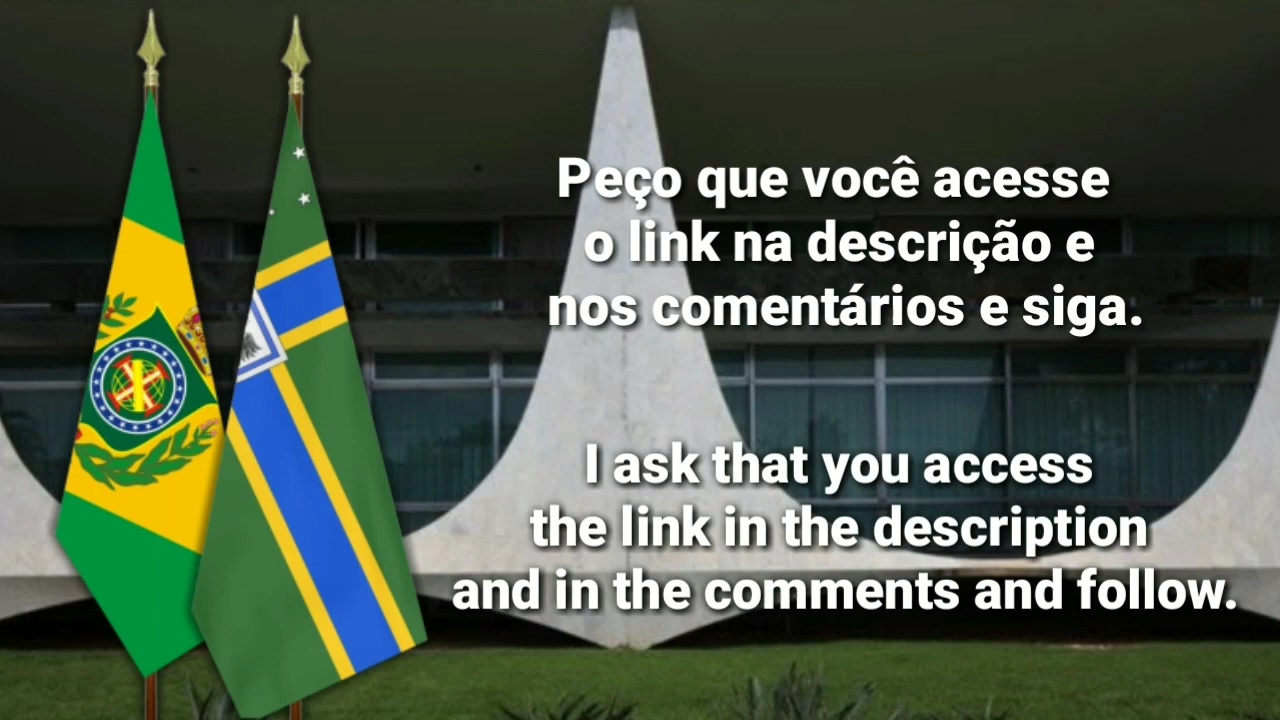 Peço que você acesse
o link na descrição e
nos comentários e siga.
I ask that you access
the link in the description
and in the comments and follow.